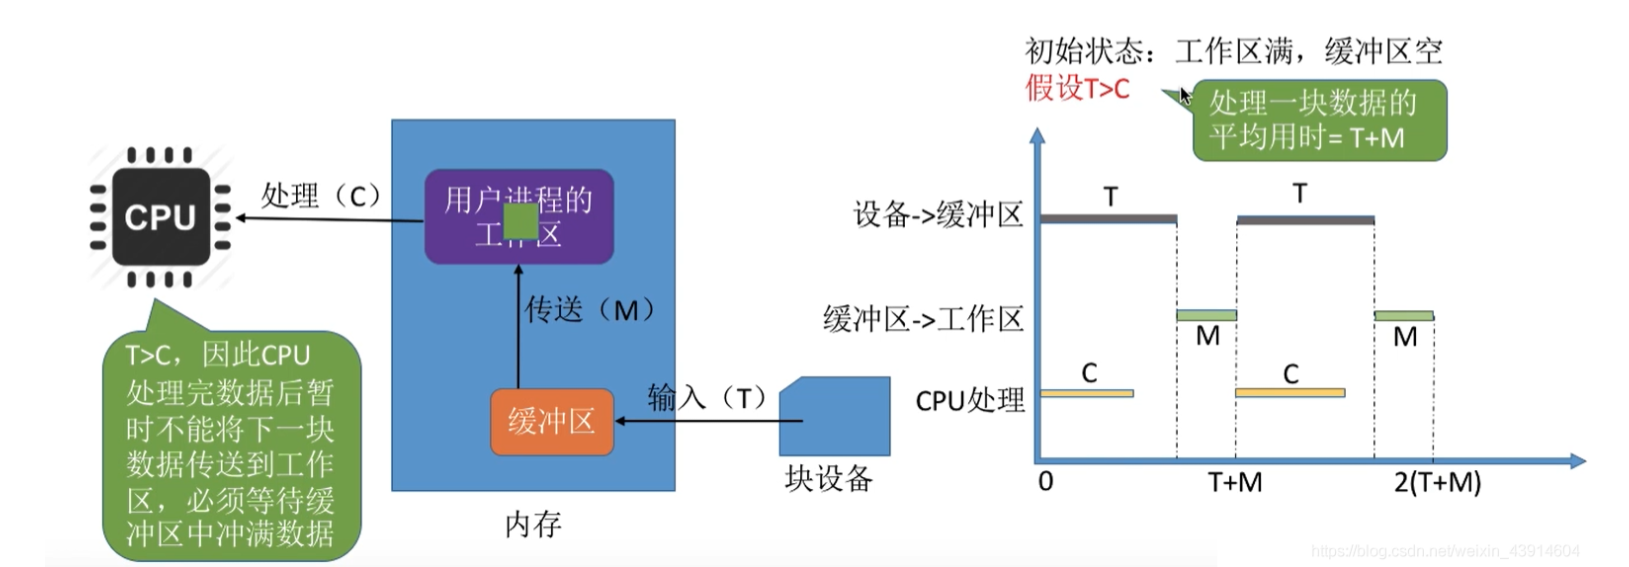 初始状态：工作区满，缓冲区空
假设T>C
处理一块数据的
平均用时= T+M
CPU
处理（C）
用户进程的
工作区
传送（M）
缓冲区
输入（T）
块设备
内存
T>C，因此CPU
处理完数据后暂
时不能将下一块
数据传送到工作
区，必须等待缓
冲区中冲满数据
设备->缓冲区
T
T
缓冲区->工作区
M
M
CPU处理
C
C
0
T+M
2(T+M)
https://blog.csdn.net/weixin_43914604